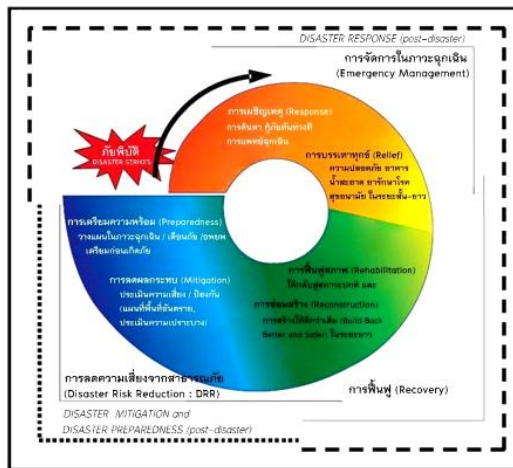 DISASTER RESPONSE (post-disaster)
การจัดการในภาวะฉุกเฉิน
(Emergency Management)
ภัยพิบัติ
DISASTER STRIKES
การเผชิญเหตุ (Response)
การค้นหา กู้ภัยทันท่วงที
การแพทย์ฉุกเฉิน
การบรรเทาทุกข์ (Relief)
ความปลอดภัย อาหาร
น้ำสะอาด ยารักษาโรค
สุขอนามัย ในระยะสั้น-ยาว
การเตรียมความพร้อม (Preparedness)
วางแผนในภาวะฉุกเฉิน / เตือนภัย /อพยพ
เตรียมก่อนเกิดภัย
การลดผลกระทบ (Mitigation)
ประเมินความเสี่ยง / ป้องกัน
(แผนที่พื้นที่อันตราย,
ประเมินความเปราะบาง)
การฟื้นฟูสภาพ (Rehabilitation)
ให้กลับสู่สภาวะปกติ และ
การซ่อมสร้าง (Reconstruction)
การสร้างให้ดีกว่าเดิม (Build Back
Better and Safer) ในระยะยาว
การลดความเสี่ยงจากสาธารณภัย
(Disaster Risk Reduction : DRR)
การฟื้นฟู (Recovery)
DISASTER MITIGATION and
DISASTER PREPAREDNESS (post-disaster)